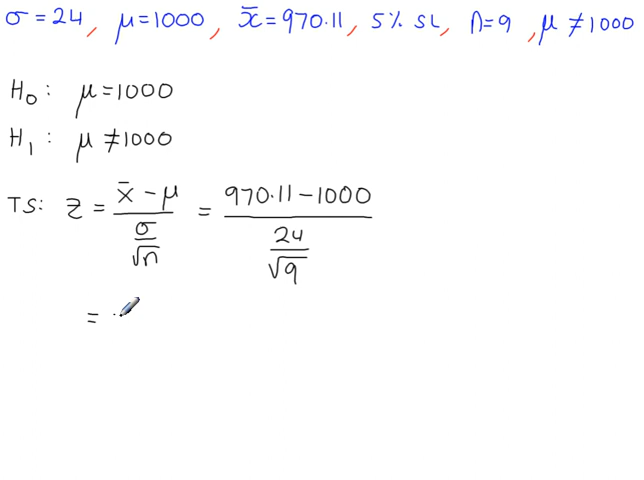 σ = 24, μ = 1000, x̄ = 970.11, 5% SL, n = 9, μ ≠ 1000
H₀: μ = 1000
H₁: μ ≠ 1000
TS: z = (x̄ − μ) / (σ/√n) = (970.11 − 1000) / (24/√9)
=